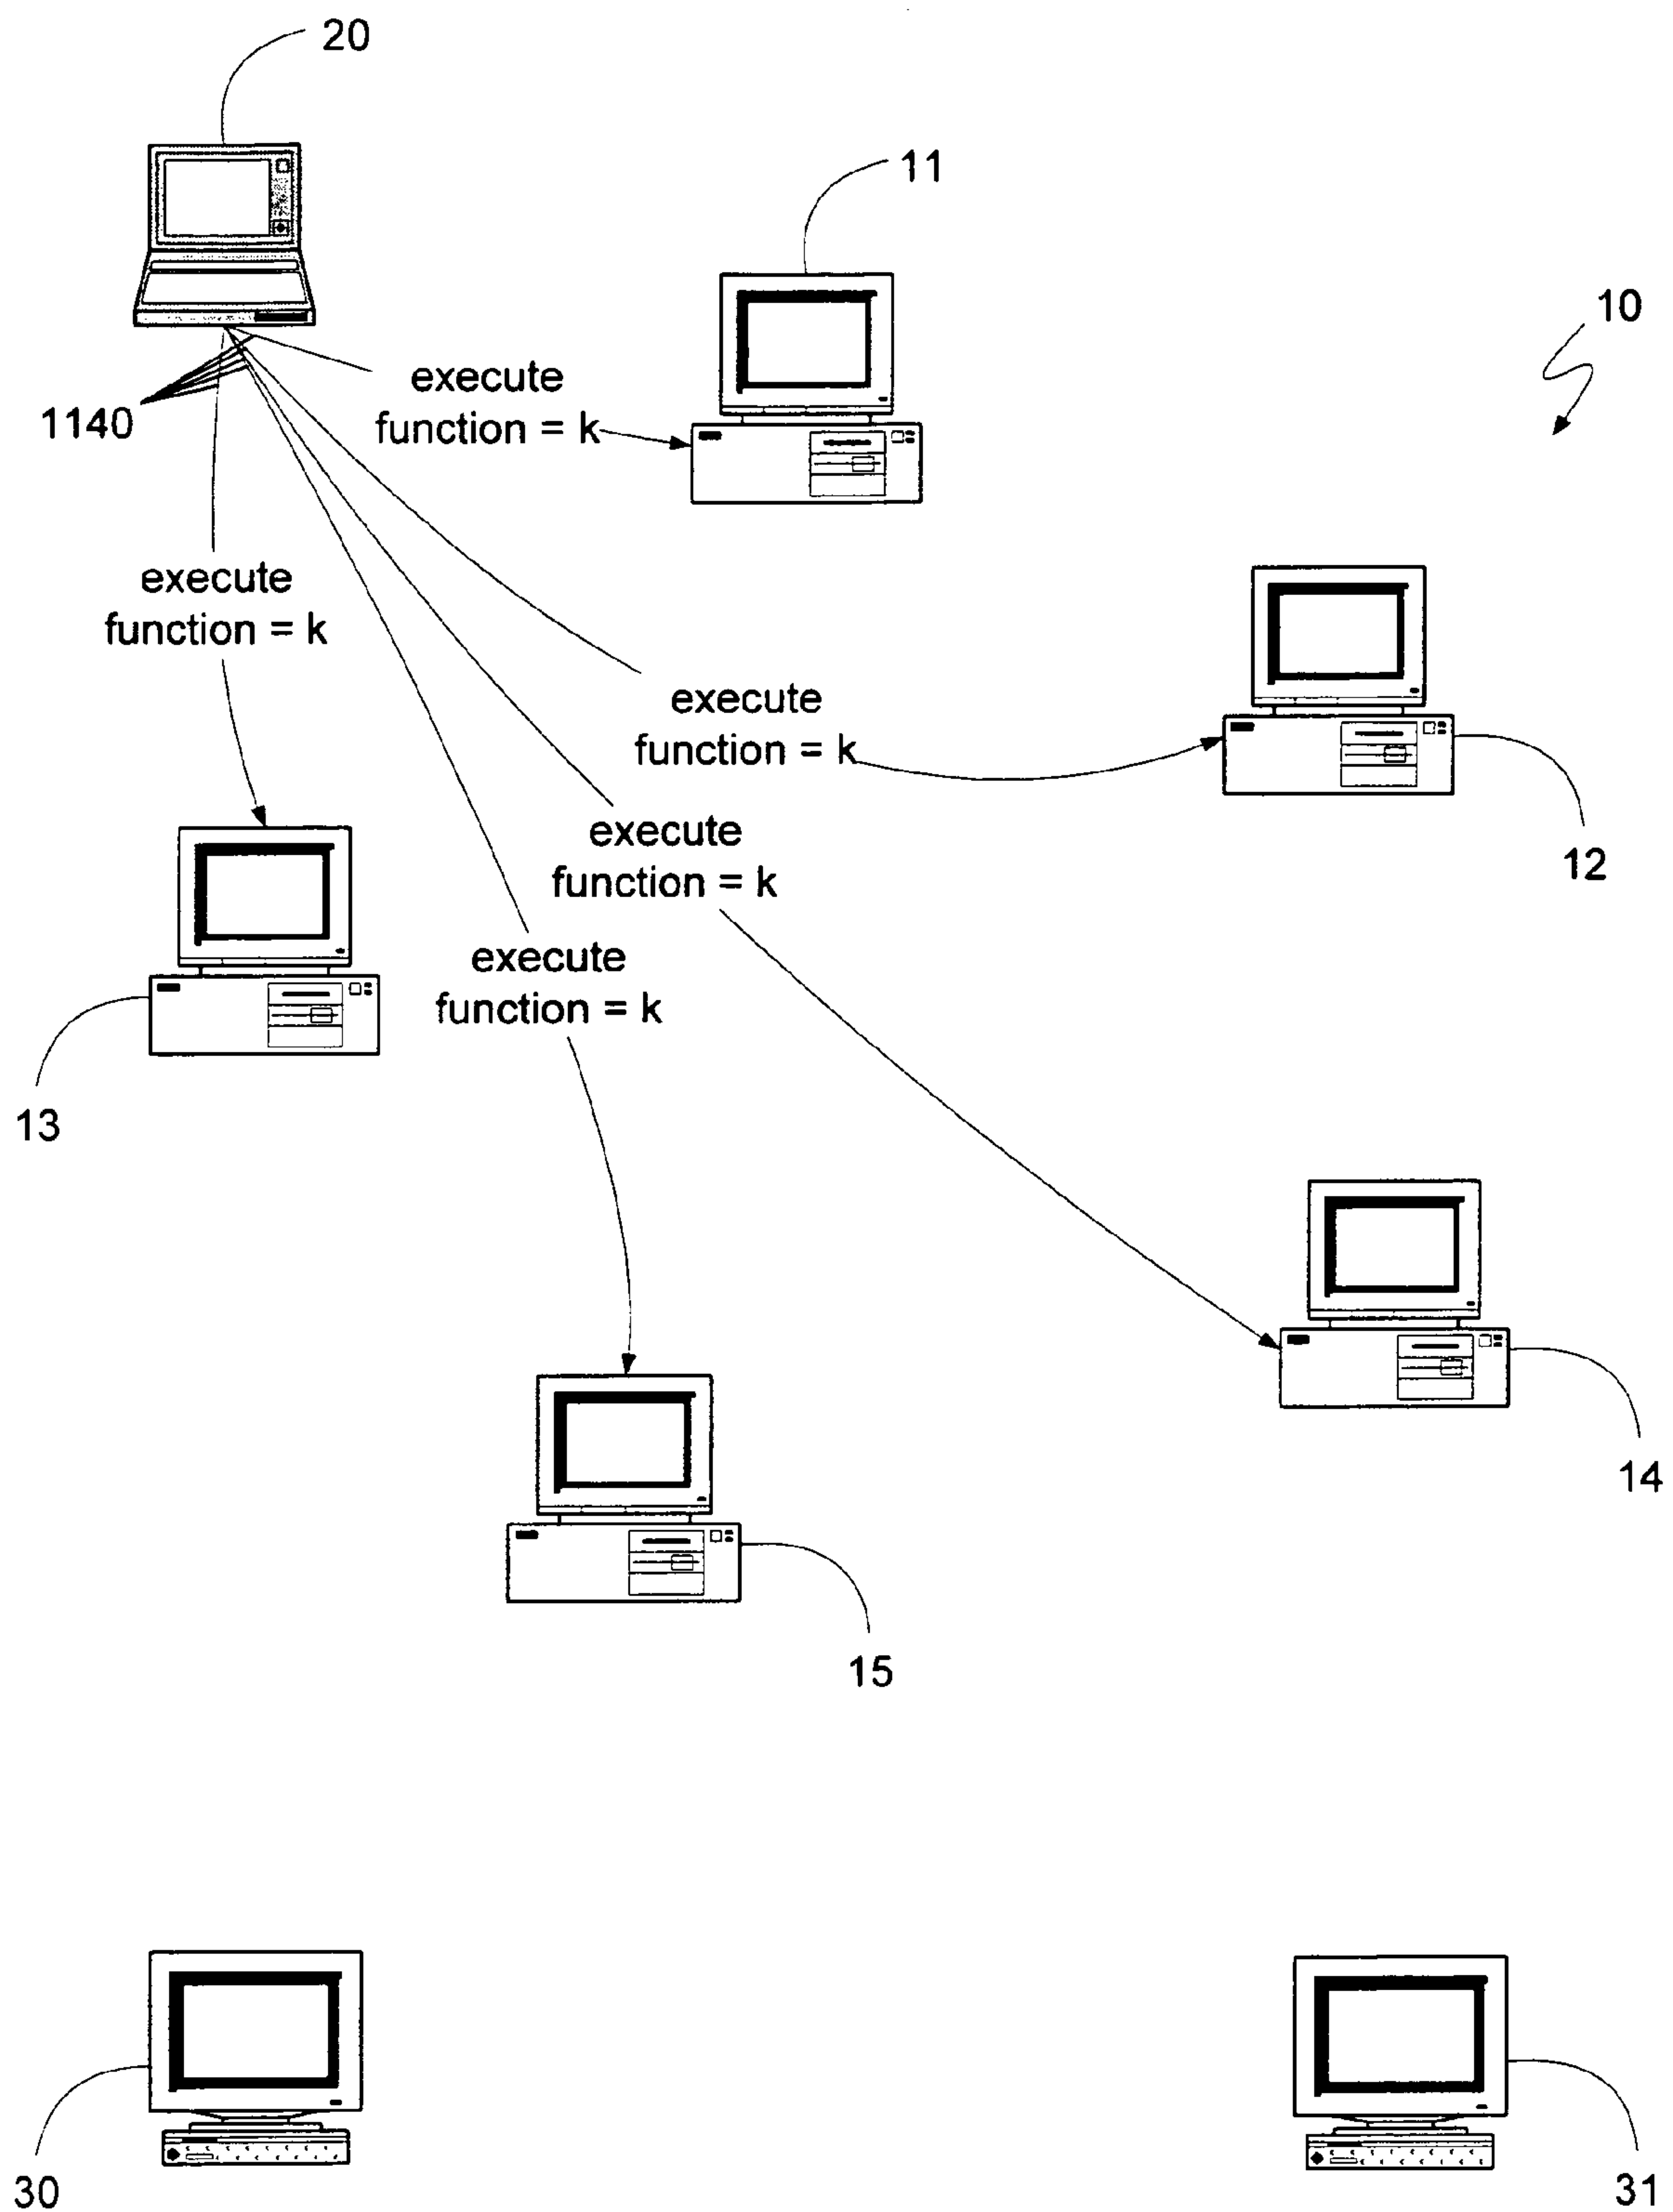 20
11
10
execute
function = k
1140
execute
function = k
execute
function = k
execute
function = k
12
execute
function = k
13
14
15
30
31